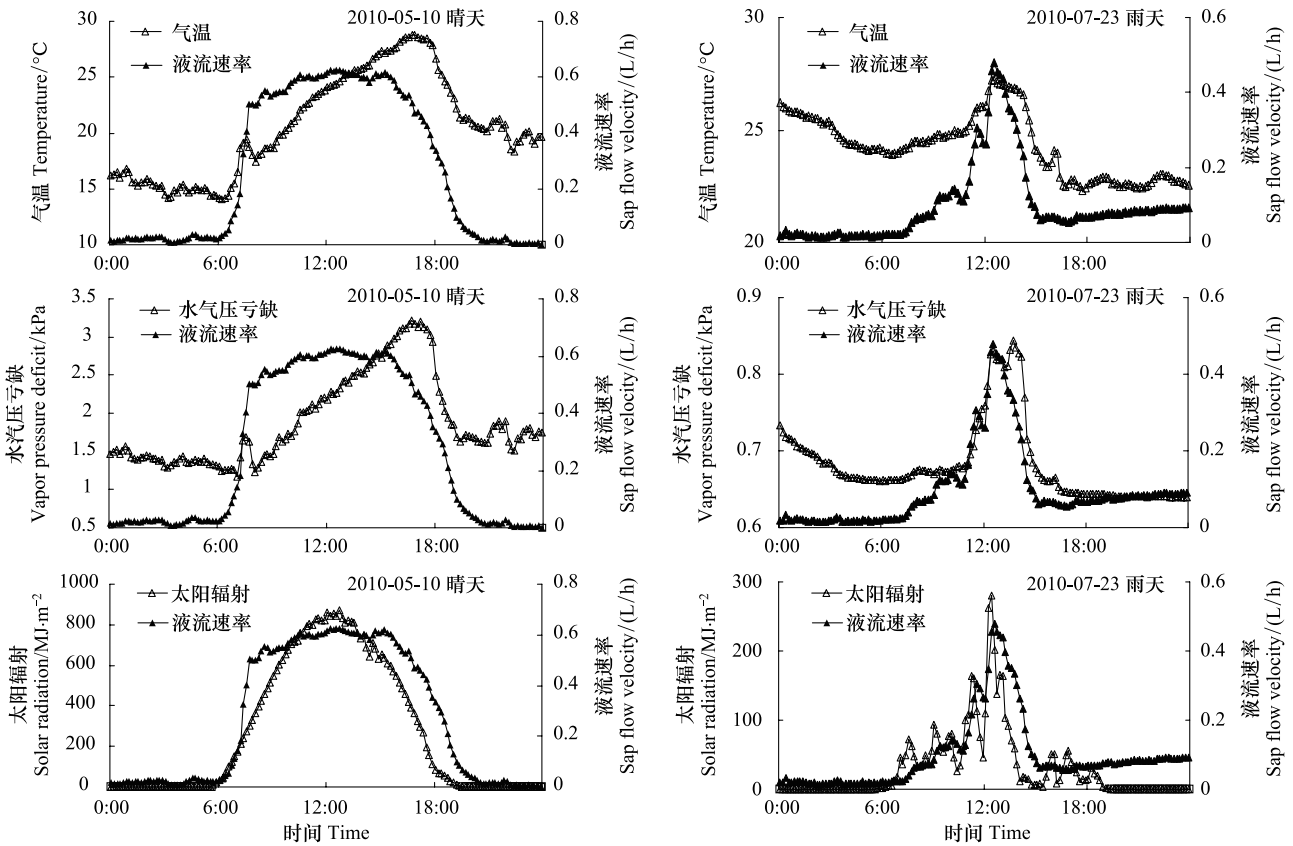 2010-05-10 晴天
气温
液流速率
30
25
20
15
10
0.8
0.6
0.4
0.2
0
0:00 6:00 12:00 18:00
气温 Temperature/°C
液流速率
Sap flow velocity/(L/h)
2010-07-23 雨天
气温
液流速率
30
25
20
0.6
0.4
0.2
0
0:00 6:00 12:00 18:00
气温 Temperature/°C
液流速率
Sap flow velocity/(L/h)
2010-05-10 晴天
水气压亏缺
液流速率
3.5
3
2.5
2
1.5
1
0.5
0.8
0.6
0.4
0.2
0
0:00 6:00 12:00 18:00
水汽压亏缺
Vapor pressure deficit/kPa
液流速率
Sap flow velocity/(L/h)
2010-07-23 雨天
水气压亏缺
液流速率
0.9
0.8
0.7
0.6
0.6
0.4
0.2
0
0:00 6:00 12:00 18:00
水汽压亏缺
Vapor pressure deficit/kPa
液流速率
Sap flow velocity/(L/h)
2010-05-10 晴天
太阳辐射
液流速率
1000
800
600
400
200
0
0.8
0.6
0.4
0.2
0
0:00 6:00 12:00 18:00
太阳辐射
Solar radiation/MJ·m⁻²
液流速率
Sap flow velocity/(L/h)
时间 Time
2010-07-23 雨天
太阳辐射
液流速率
300
200
100
50
0
0.6
0.4
0.2
0
0:00 6:00 12:00 18:00
太阳辐射
Solar radiation/MJ·m⁻²
液流速率
Sap flow velocity/(L/h)
时间 Time